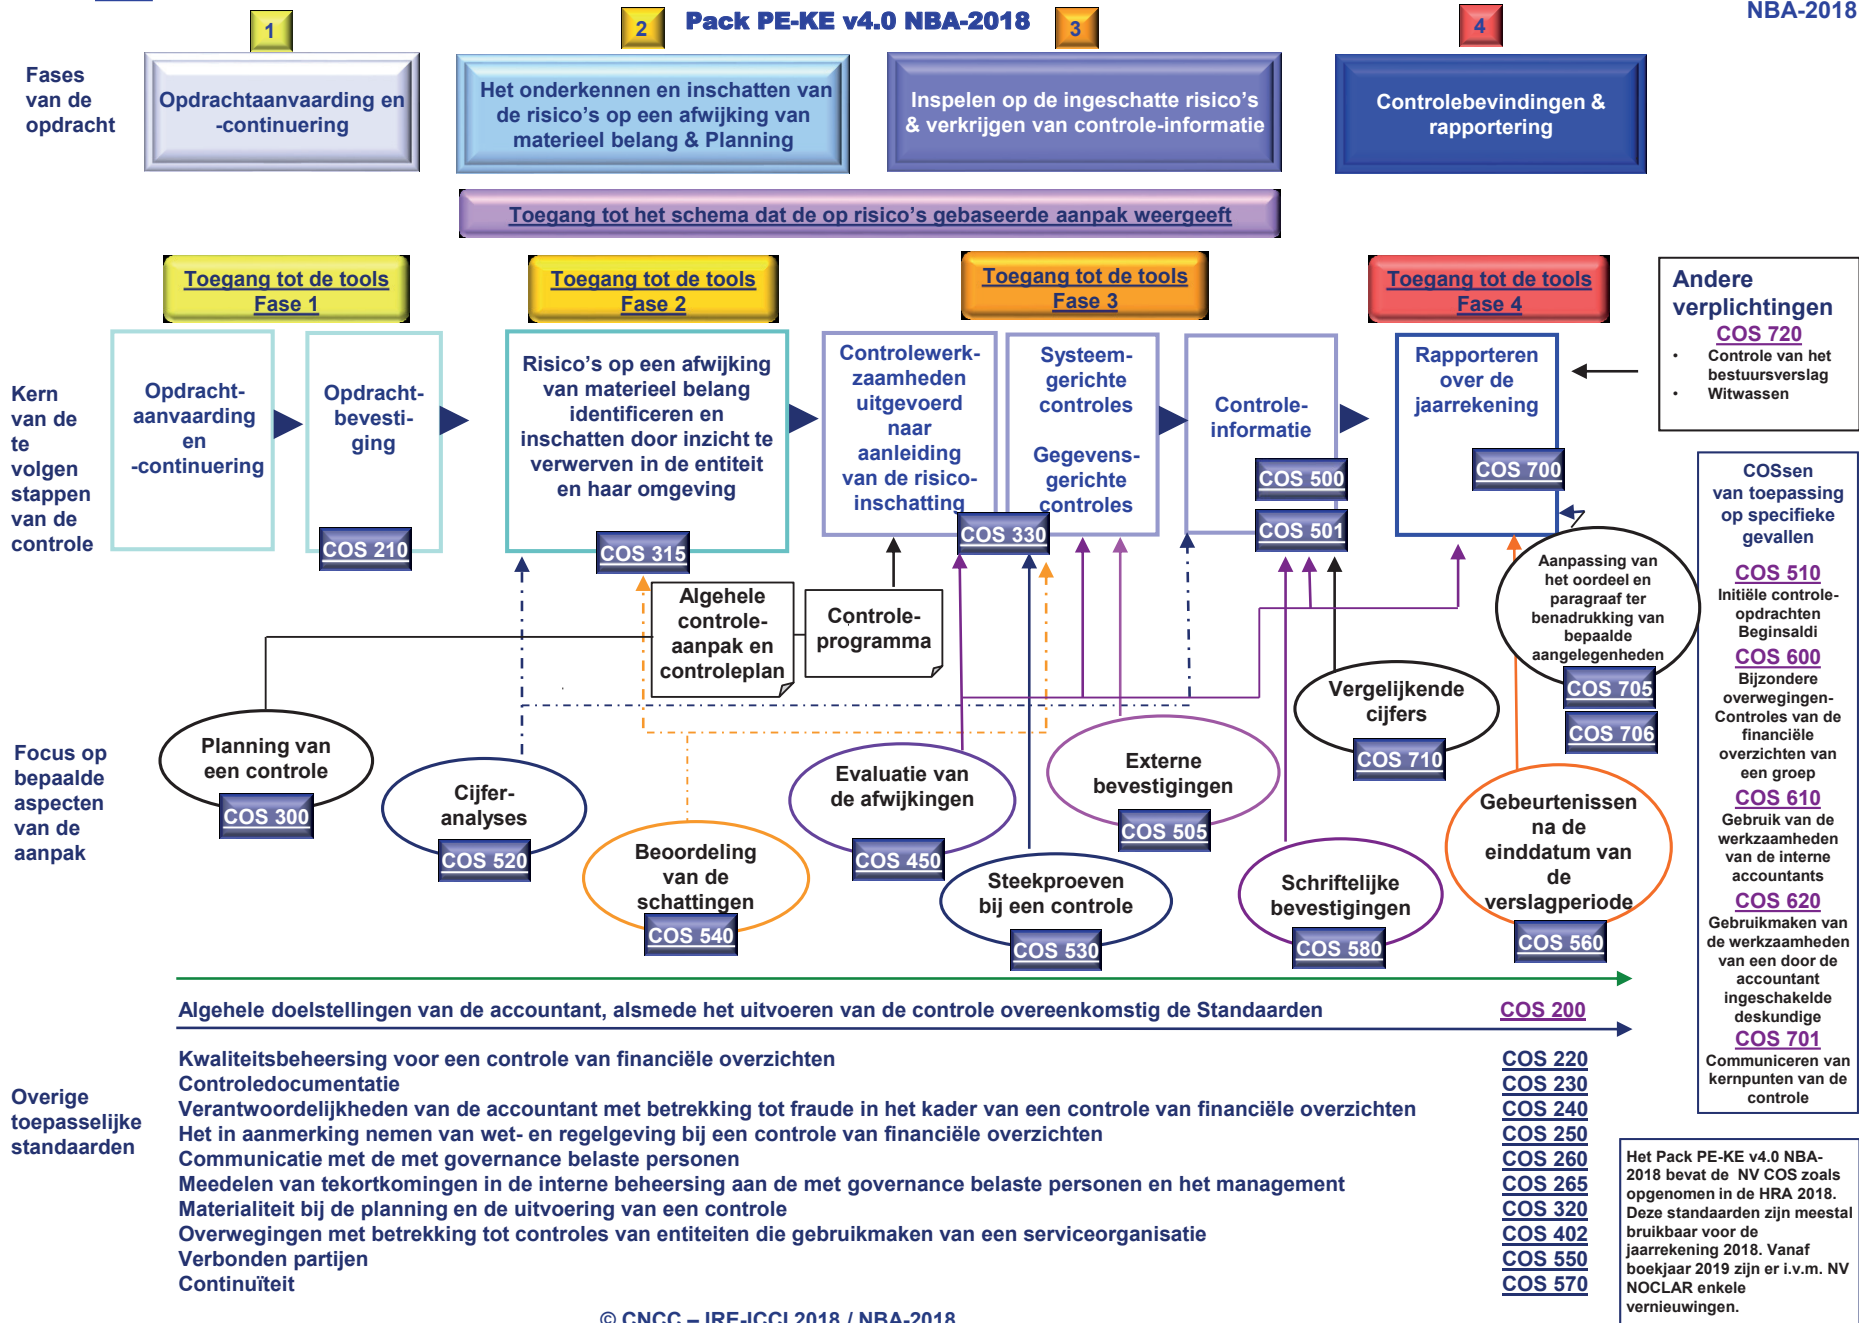 Pack PE-KE v4.0 NBA-2018
NBA-2018
1
2
3
4
Fases
van de
opdracht
Opdrachtaanvaarding en
-continuering
Het onderkennen en inschatten van
de risico's op een afwijking van
materieel belang & Planning
Inspelen op de ingeschatte risico's
& verkrijgen van controle-informatie
Controlebevindingen &
rapportering
Toegang tot het schema dat de op risico's gebaseerde aanpak weergeeft
Toegang tot de tools
Fase 1
Toegang tot de tools
Fase 2
Toegang tot de tools
Fase 3
Toegang tot de tools
Fase 4
Andere
verplichtingen
COS 720
• Controle van het
bestuursverslag
• Witwassen
Kern
van de
te
volgen
stappen
van de
controle
Opdracht-
aanvaarding
en
-continuering
Opdracht-
bevesti-
ging
COS 210
Risico's op een afwijking
van materieel belang
identificeren en
inschatten door inzicht te
verwerven in de entiteit
en haar omgeving
COS 315
Controlewerk-
zaamheden
uitgevoerd
naar
aanleiding
van de risico-
inschatting
Systeem-
gerichte
controles
Gegevens-
gerichte
controles
COS 330
Controle-
informatie
COS 500
COS 501
Rapporteren
over de
jaarrekening
COS 700
COSsen
van toepassing
op specifieke
gevallen
COS 510
Initiële controle-
opdrachten
Beginsaldi
COS 600
Bijzondere
overwegingen-
Controles van de
financiële
overzichten van
een groep
COS 610
Gebruik van de
werkzaamheden
van de interne
accountants
COS 620
Gebruikmaken van
de werkzaamheden
van een door de
accountant
ingeschakelde
deskundige
COS 701
Communiceren van
kernpunten van de
controle
Algehele
controle-
aanpak en
controleplan
Controle-
programma
Aanpassing van
het oordeel en
paragraaf ter
benadrukking van
bepaalde
aangelegenheden
COS 705
COS 706
Focus op
bepaalde
aspecten
van de
aanpak
Planning van
een controle
COS 300
Cijfer-
analyses
COS 520
Beoordeling
van de
schattingen
COS 540
Evaluatie van
de afwijkingen
COS 450
Steekproeven
bij een controle
COS 530
Externe
bevestigingen
COS 505
Schriftelijke
bevestigingen
COS 580
Vergelijkende
cijfers
COS 710
Gebeurtenissen
na de
einddatum van
de
verslagperiode
COS 560
Algehele doelstellingen van de accountant, alsmede het uitvoeren van de controle overeenkomstig de Standaarden COS 200
Overige
toepasselijke
standaarden
Kwaliteitsbeheersing voor een controle van financiële overzichten COS 220
Controledocumentatie COS 230
Verantwoordelijkheden van de accountant met betrekking tot fraude in het kader van een controle van financiële overzichten COS 240
Het in aanmerking nemen van wet- en regelgeving bij een controle van financiële overzichten COS 250
Communicatie met de met governance belaste personen COS 260
Meedelen van tekortkomingen in de interne beheersing aan de met governance belaste personen en het management COS 265
Materialiteit bij de planning en de uitvoering van een controle COS 320
Overwegingen met betrekking tot controles van entiteiten die gebruikmaken van een serviceorganisatie COS 402
Verbonden partijen COS 550
Continuïteit COS 570
Het Pack PE-KE v4.0 NBA-
2018 bevat de NV COS zoals
opgenomen in de HRA 2018.
Deze standaarden zijn meestal
bruikbaar voor de
jaarrekening 2018. Vanaf
boekjaar 2019 zijn er i.v.m. NV
NOCLAR enkele
vernieuwingen.
© CNCC – IRE-ICCI 2018 / NBA-2018